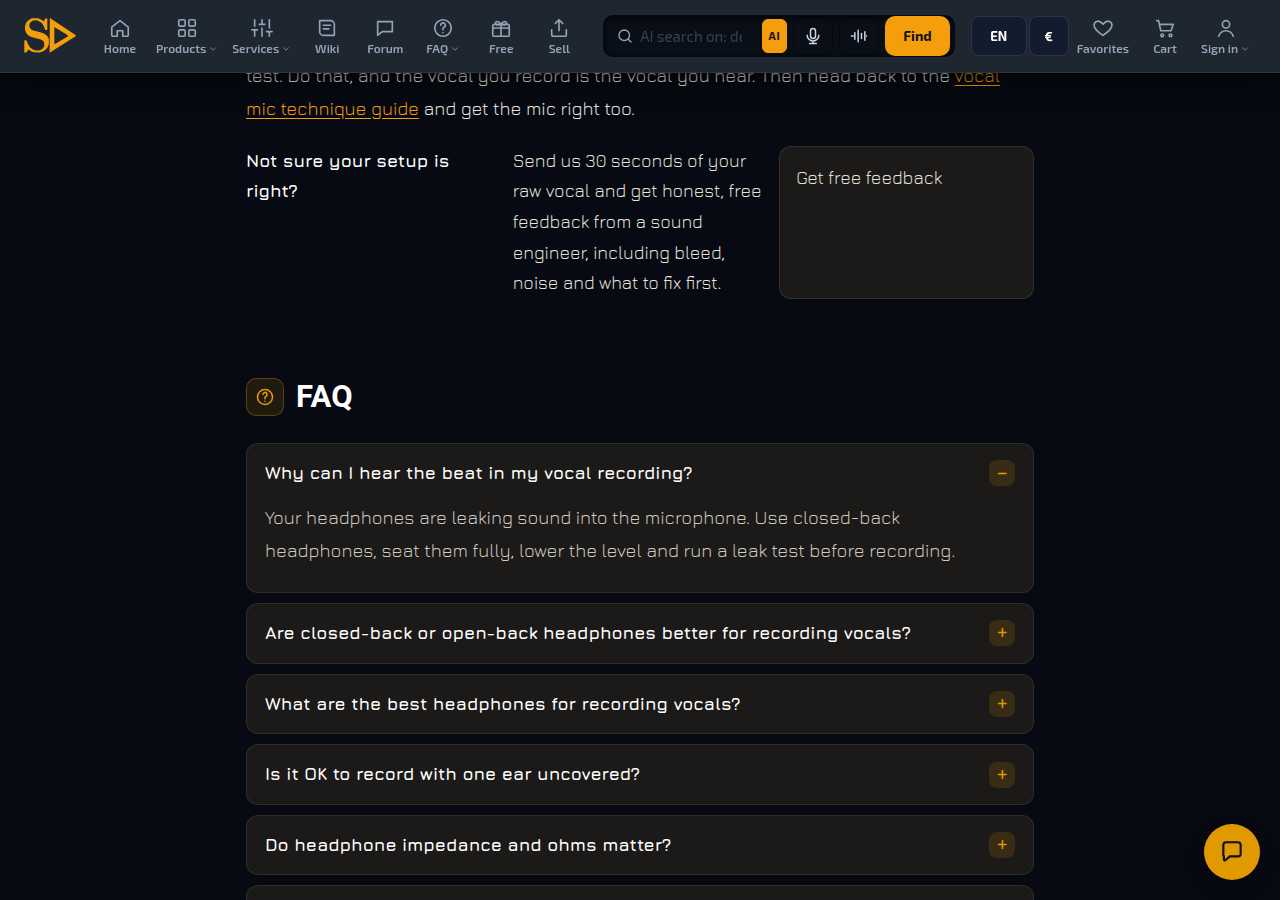 SD
Home
Products
Services
Wiki
Forum
FAQ
Free
Sell
AI search on: d
AI
Find
EN
€
Favorites
Cart
Sign in
test. Do that, and the vocal you record is the vocal you hear. Then head back to the vocal
mic technique guide and get the mic right too.
Not sure your setup is
right?
Send us 30 seconds of your
raw vocal and get honest, free
feedback from a sound
engineer, including bleed,
noise and what to fix first.
Get free feedback
FAQ
Why can I hear the beat in my vocal recording?
Your headphones are leaking sound into the microphone. Use closed-back
headphones, seat them fully, lower the level and run a leak test before recording.
Are closed-back or open-back headphones better for recording vocals?
What are the best headphones for recording vocals?
Is it OK to record with one ear uncovered?
Do headphone impedance and ohms matter?